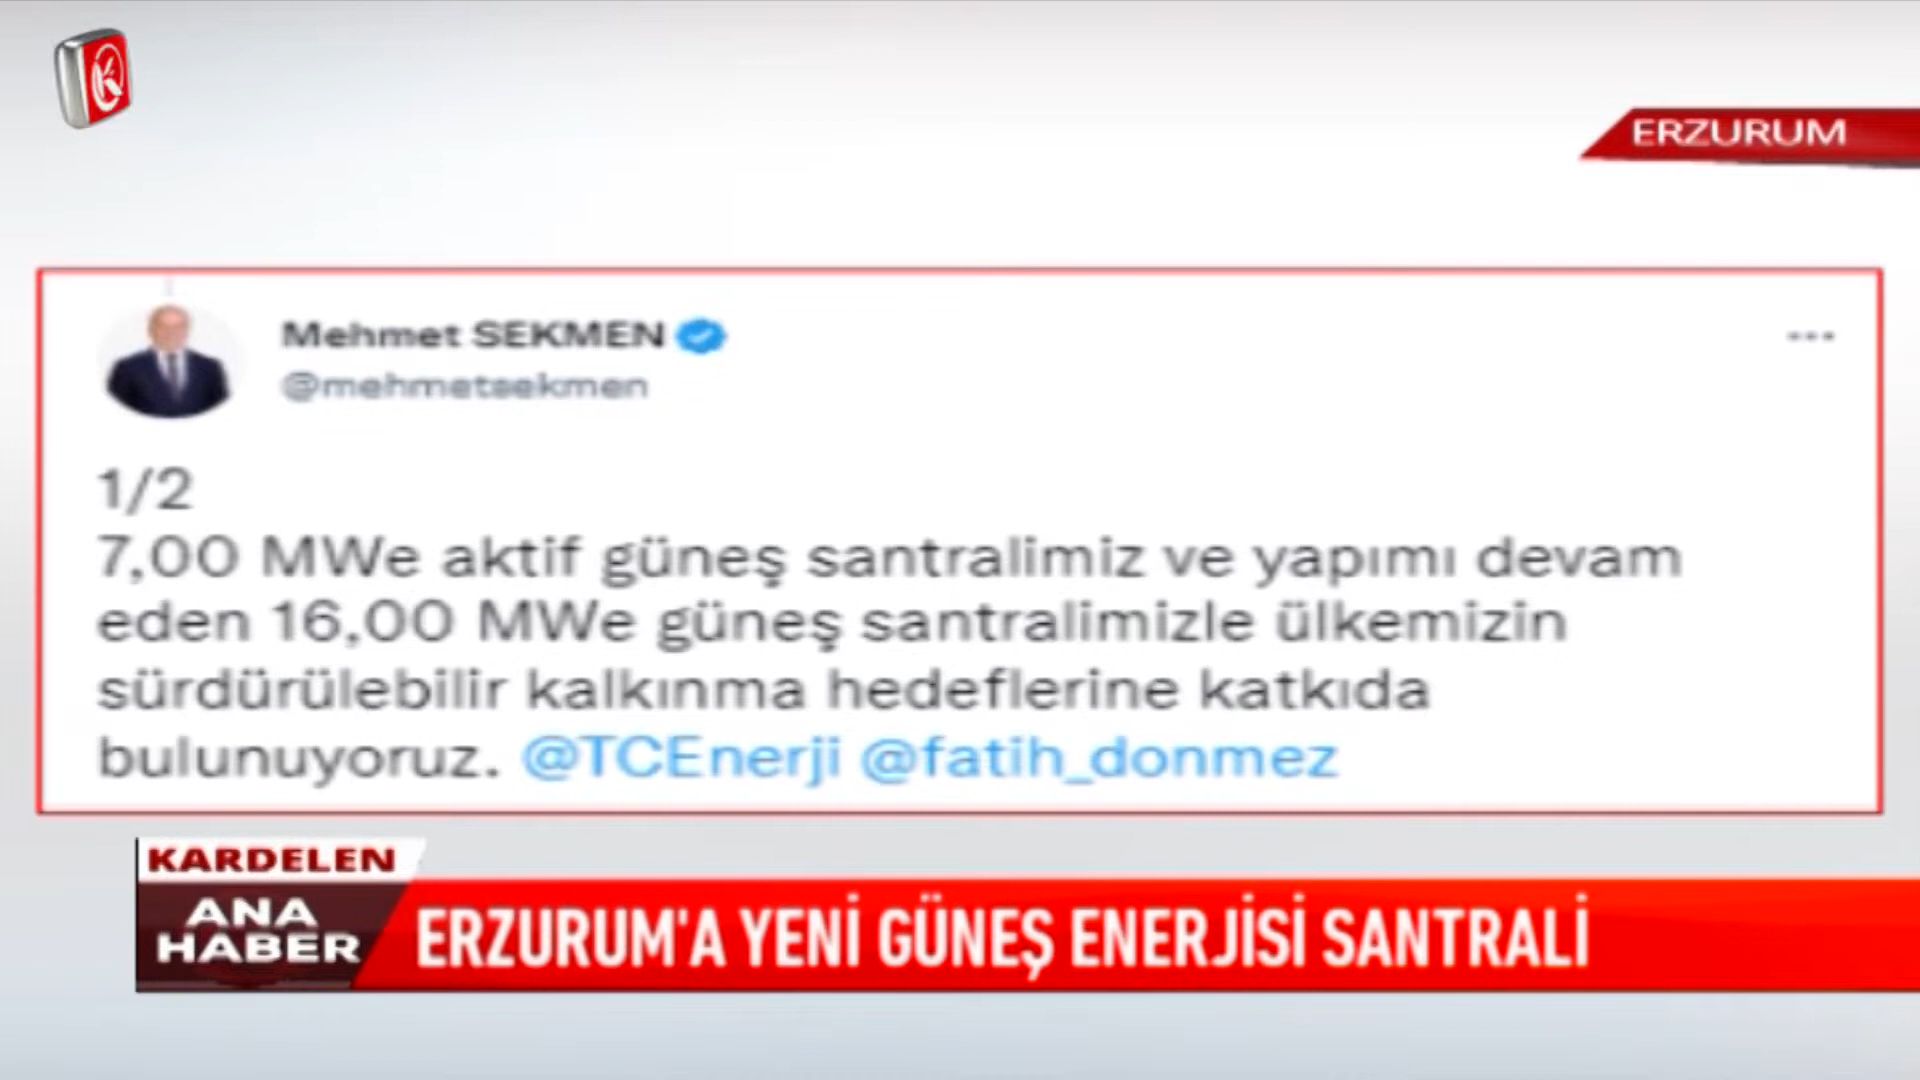 ERZURUM
Mehmet SEKMEN
@mehmetsekmen
1/2
7,00 MWe aktif güneş santralimiz ve yapımı devam
eden 16,00 MWe güneş santralimizle ülkemizin
sürdürülebilir kalkınma hedeflerine katkıda
bulunuyoruz. @TCEnerji @fatih_donmez
KARDELEN
ANA
HABER
ERZURUM'A YENİ GÜNEŞ ENERJİSİ SANTRALİ